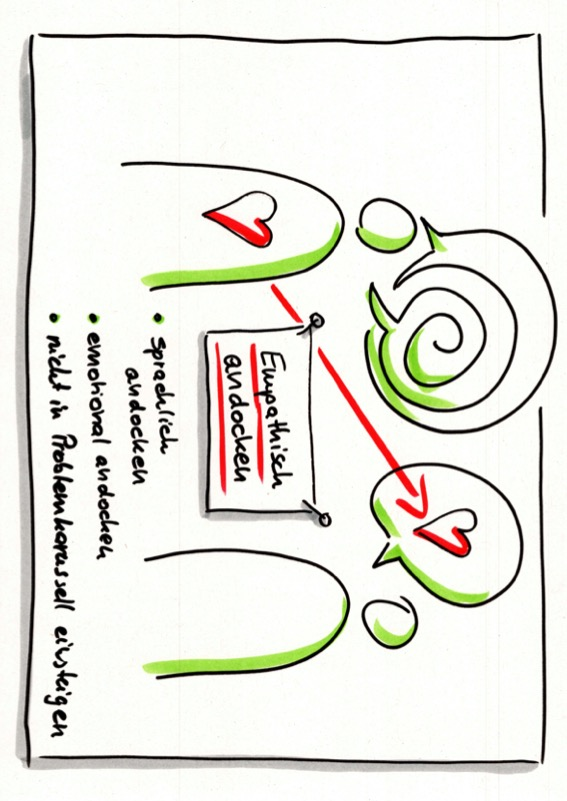 Empathisch
andocken
• sprachlich
andocken
• emotional andocken
• nicht in Problemkarussell einsteigen